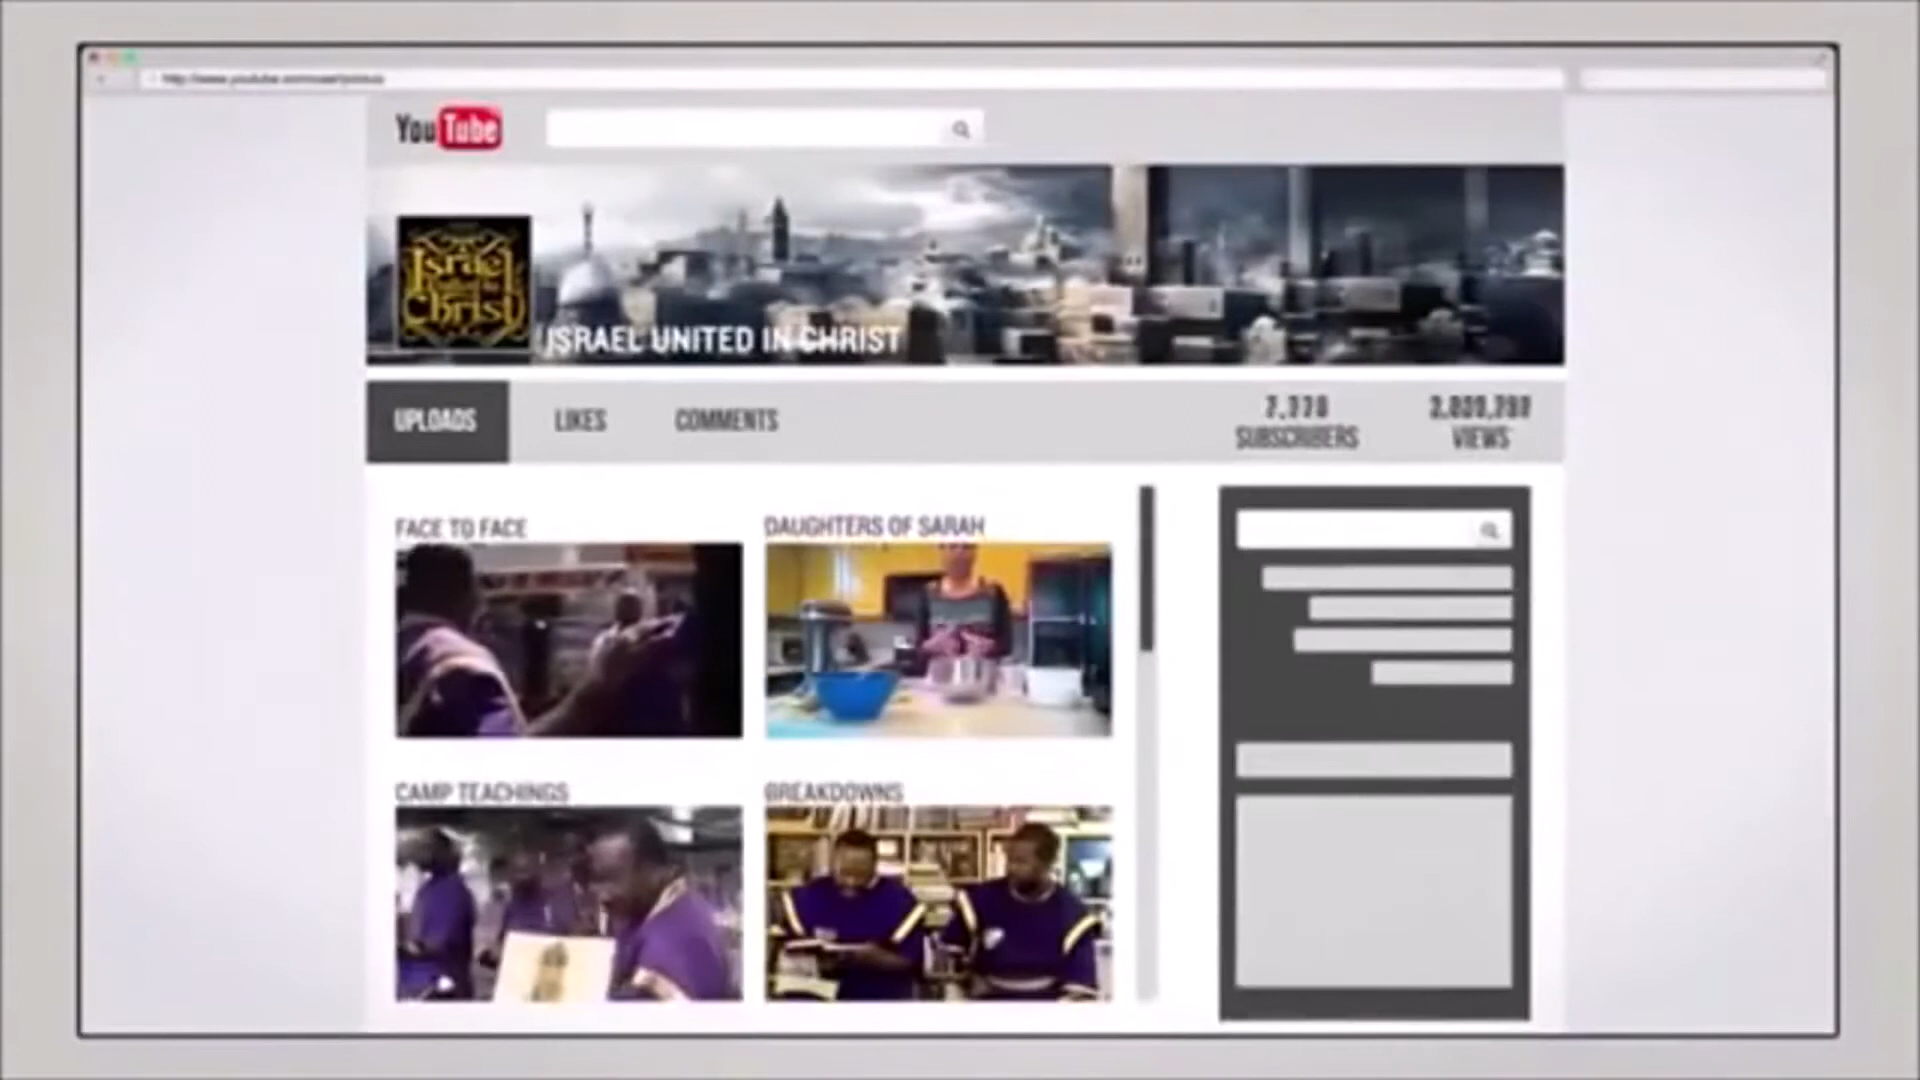 YouTube
Israel
Christ
ISRAEL UNITED IN CHRIST
UPLOADS
LIKES
COMMENTS
SUBSCRIBERS
VIEWS
FACE TO FACE
DAUGHTERS OF SARAH
CAMP TEACHINGS
BREAKDOWNS